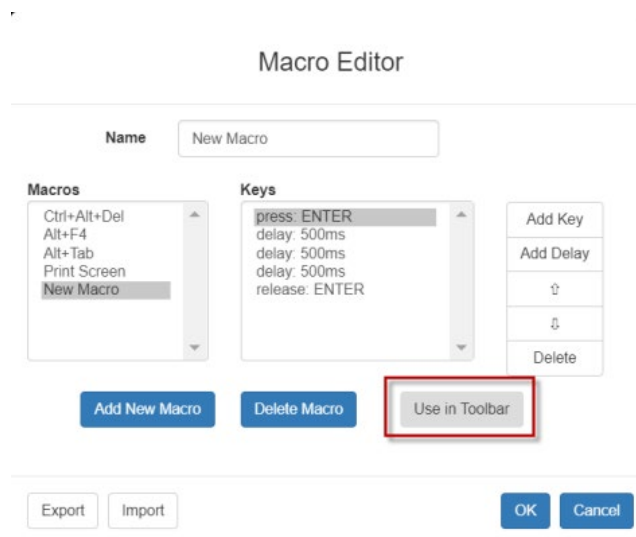 Macro Editor
Name
New Macro
Macros
Ctrl+Alt+Del
Alt+F4
Alt+Tab
Print Screen
New Macro
Keys
press: ENTER
delay: 500ms
delay: 500ms
delay: 500ms
release: ENTER
Add Key
Add Delay
⇧
⇩
Delete
Add New Macro
Delete Macro
Use in Toolbar
Export
Import
OK
Cancel